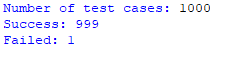 Number of test cases: 1000
Success: 999
Failed: 1